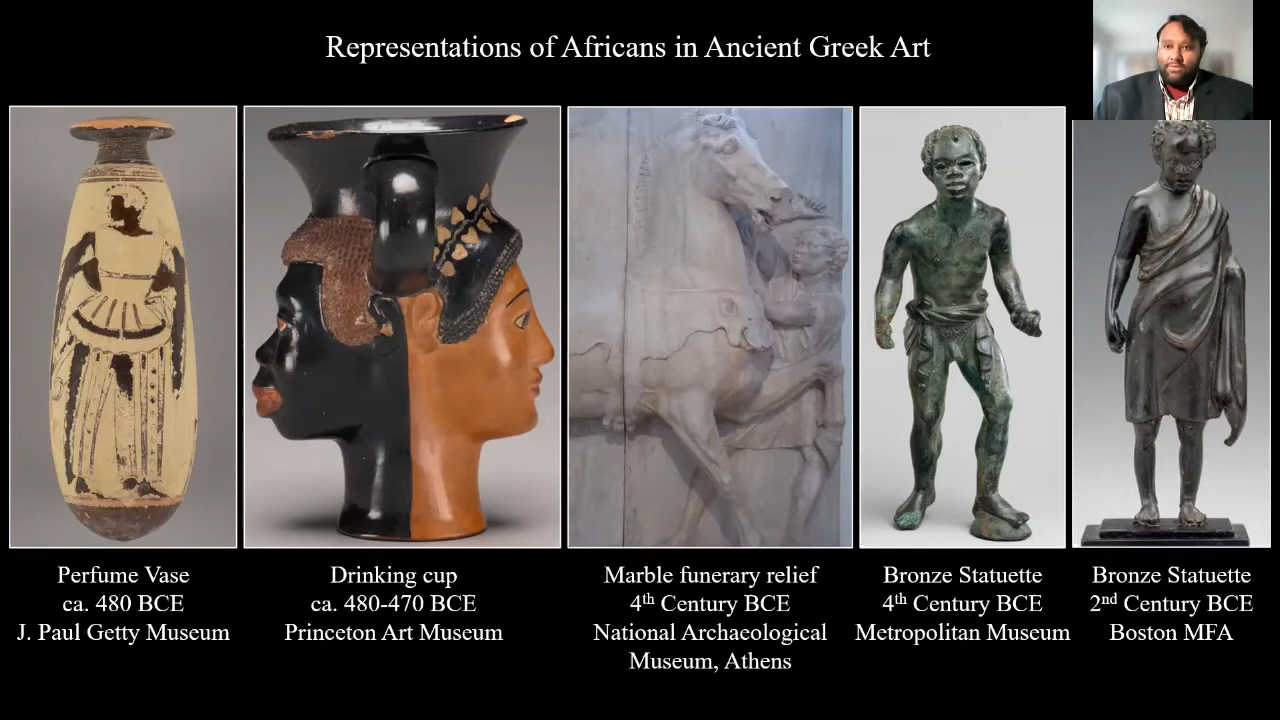 Representations of Africans in Ancient Greek Art
Perfume Vase
ca. 480 BCE
J. Paul Getty Museum
Drinking cup
ca. 480-470 BCE
Princeton Art Museum
Marble funerary relief
4th Century BCE
National Archaeological
Museum, Athens
Bronze Statuette
4th Century BCE
Metropolitan Museum
Bronze Statuette
2nd Century BCE
Boston MFA